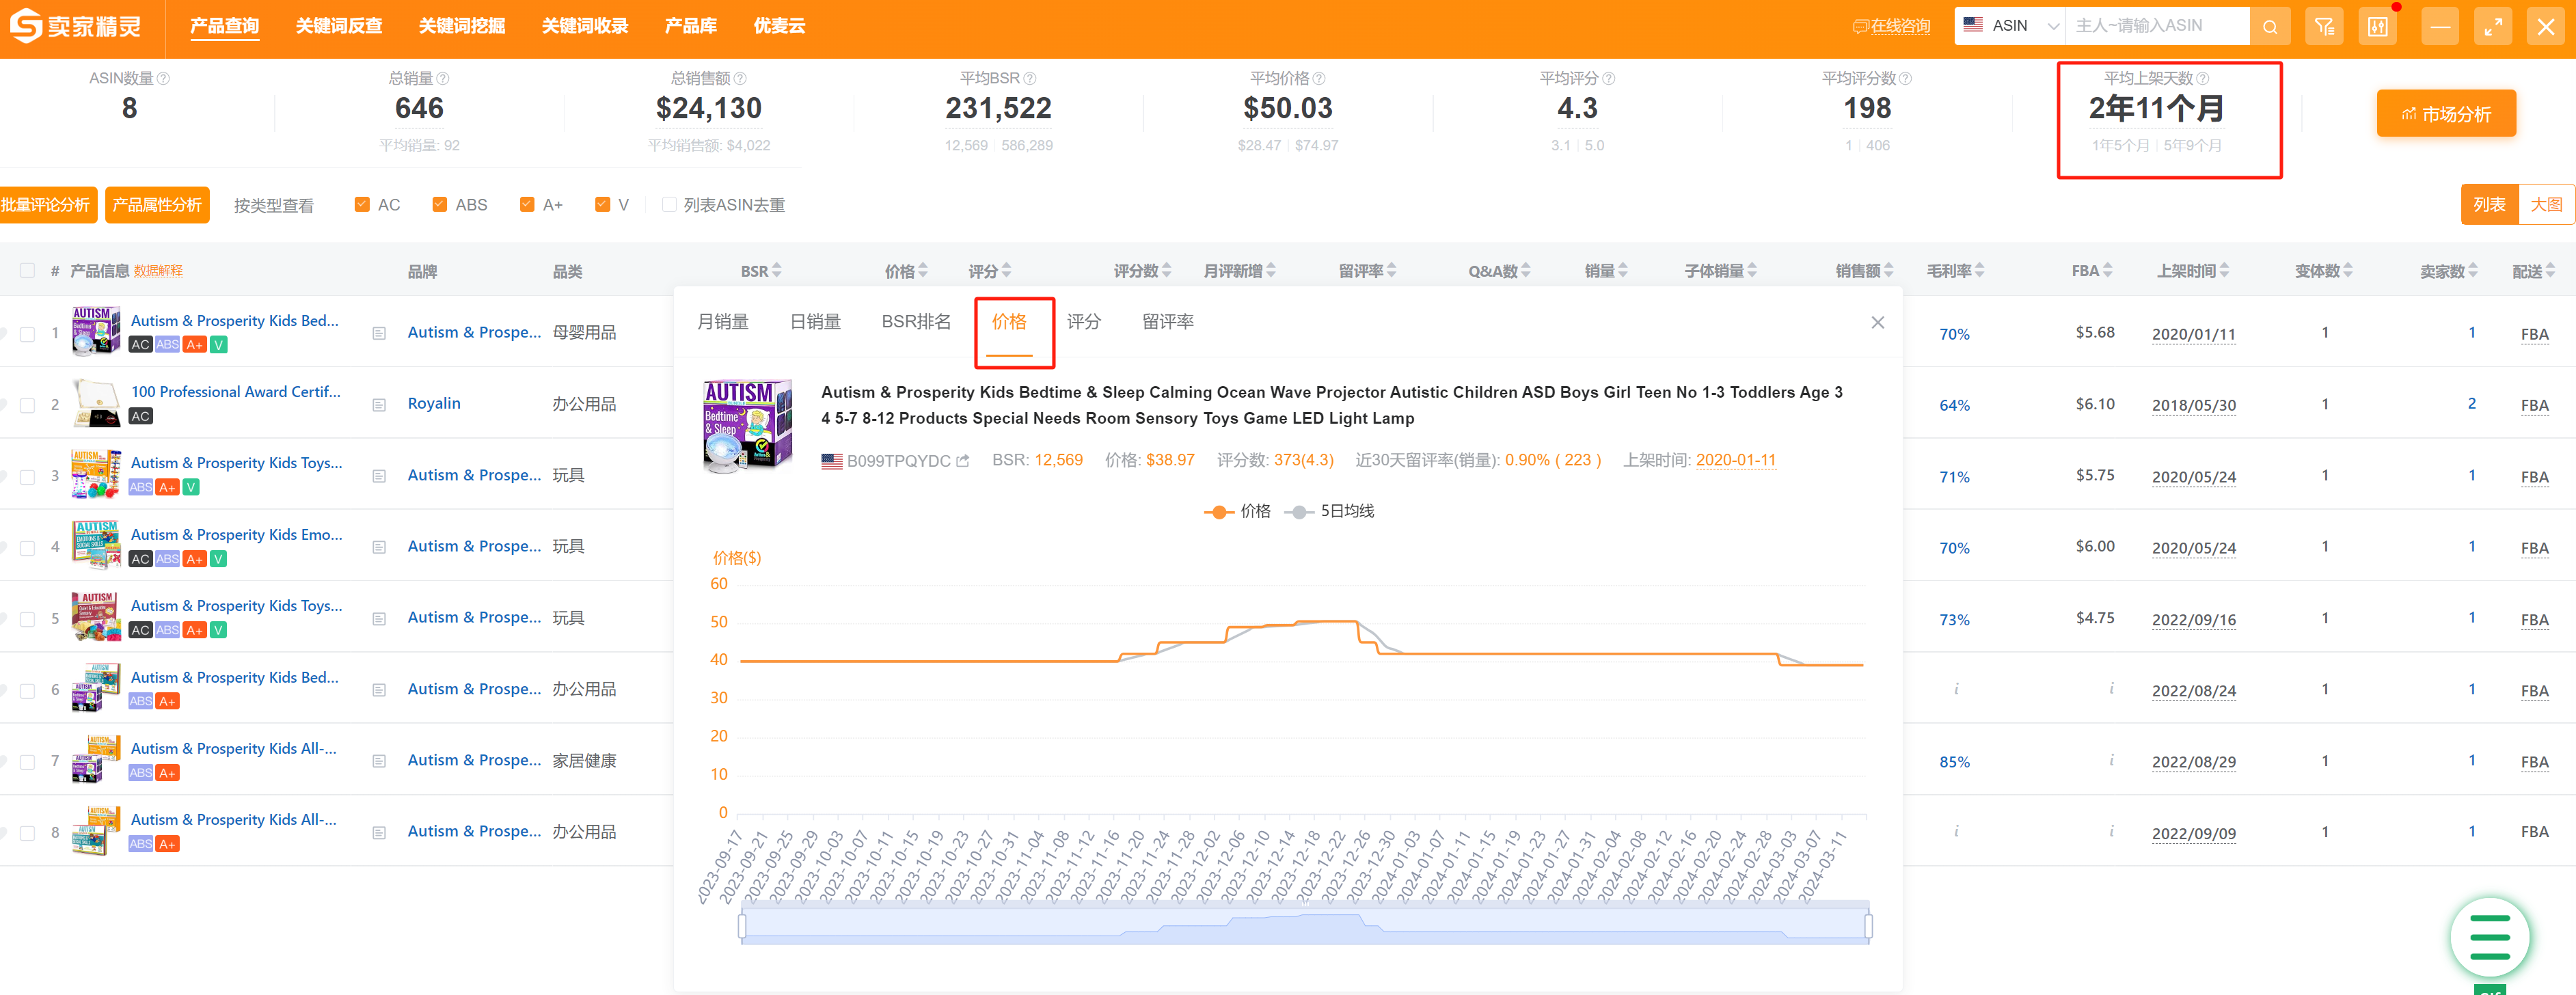 卖家精灵
产品查询 关键词反查 关键词挖掘 关键词收录 产品库 优麦云 在线咨询 ASIN 主人~请输入ASIN
ASIN数量 总销量 总销售额 平均BSR 平均价格 平均评分 平均评分数 平均上架天数
8 646 $24,130 231,522 $50.03 4.3 198 2年11个月
平均销量: 92 平均销售额: $4,022 12,569 | 586,289 $28.47 | $74.97 3.1 | 5.0 1 | 406 1年5个月 | 5年9个月
市场分析
批量评论分析 产品属性分析 按类型查看 AC ABS A+ V 列表ASIN去重 列表 大图
# 产品信息 数据解释 品牌 品类 BSR 价格 评分 评分数 月评新增 留评率 Q&A数 销量 子体销量 销售额 毛利率 FBA 上架时间 变体数 卖家数 配送
1 Autism & Prosperity Kids Bed... Autism & Prospe... 母婴用品 70% $5.68 2020/01/11 1 1 FBA
AC ABS A+ V
2 100 Professional Award Certif... Royalin 办公用品 64% $6.10 2018/05/30 1 2 FBA
AC
3 Autism & Prosperity Kids Toys... Autism & Prospe... 玩具 71% $5.75 2020/05/24 1 1 FBA
ABS A+ V
4 Autism & Prosperity Kids Emo... Autism & Prospe... 玩具 70% $6.00 2020/05/24 1 1 FBA
AC ABS A+ V
5 Autism & Prosperity Kids Toys... Autism & Prospe... 玩具 73% $4.75 2022/09/16 1 1 FBA
AC ABS A+ V
6 Autism & Prosperity Kids Bed... Autism & Prospe... 办公用品 i i 2022/08/24 1 1 FBA
ABS A+
7 Autism & Prosperity Kids All-... Autism & Prospe... 家居健康 85% i 2022/08/29 1 1 FBA
ABS A+
8 Autism & Prosperity Kids All-... Autism & Prospe... 办公用品 i i 2022/09/09 1 1 FBA
ABS A+
月销量 日销量 BSR排名 价格 评分 留评率
AUTISM
Bedtime
& Sleep
Autism & Prosperity Kids Bedtime & Sleep Calming Ocean Wave Projector Autistic Children ASD Boys Girl Teen No 1-3 Toddlers Age 3
4 5-7 8-12 Products Special Needs Room Sensory Toys Game LED Light Lamp
B099TPQYDC BSR: 12,569 价格: $38.97 评分数: 373(4.3) 近30天留评率(销量): 0.90% ( 223 ) 上架时间: 2020-01-11
价格 5日均线
价格($)
60
50
40
30
20
10
0
2023-09-17
2023-09-21
2023-09-25
2023-09-29
2023-10-03
2023-10-07
2023-10-11
2023-10-15
2023-10-19
2023-10-23
2023-10-27
2023-10-31
2023-11-04
2023-11-08
2023-11-12
2023-11-16
2023-11-20
2023-11-24
2023-11-28
2023-12-02
2023-12-06
2023-12-10
2023-12-14
2023-12-18
2023-12-22
2023-12-26
2023-12-30
2024-01-03
2024-01-07
2024-01-11
2024-01-15
2024-01-19
2024-01-23
2024-01-27
2024-01-31
2024-02-04
2024-02-08
2024-02-12
2024-02-16
2024-02-20
2024-02-24
2024-02-28
2024-03-03
2024-03-07
2024-03-11